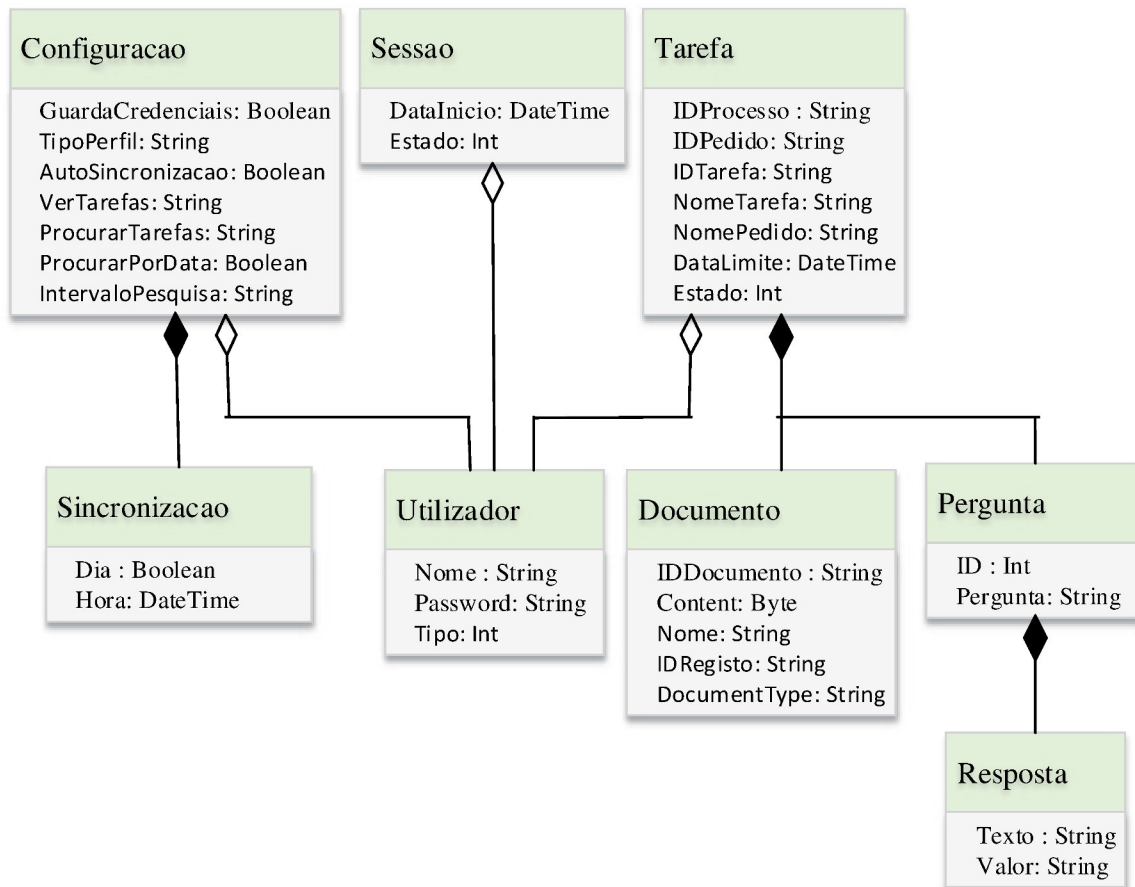 Configuracao
GuardaCredenciais: Boolean
TipoPerfil: String
AutoSincronizacao: Boolean
VerTarefas: String
ProcurarTarefas: String
ProcurarPorData: Boolean
IntervaloPesquisa: String
Sessao
DataInicio: DateTime
Estado: Int
Tarefa
IDProcesso : String
IDPedido: String
IDTarefa: String
NomeTarefa: String
NomePedido: String
DataLimite: DateTime
Estado: Int
Sincronizacao
Dia : Boolean
Hora: DateTime
Utilizador
Nome : String
Password: String
Tipo: Int
Documento
IDDocumento : String
Content: Byte
Nome: String
IDRegisto: String
DocumentType: String
Pergunta
ID : Int
Pergunta: String
Resposta
Texto : String
Valor: String